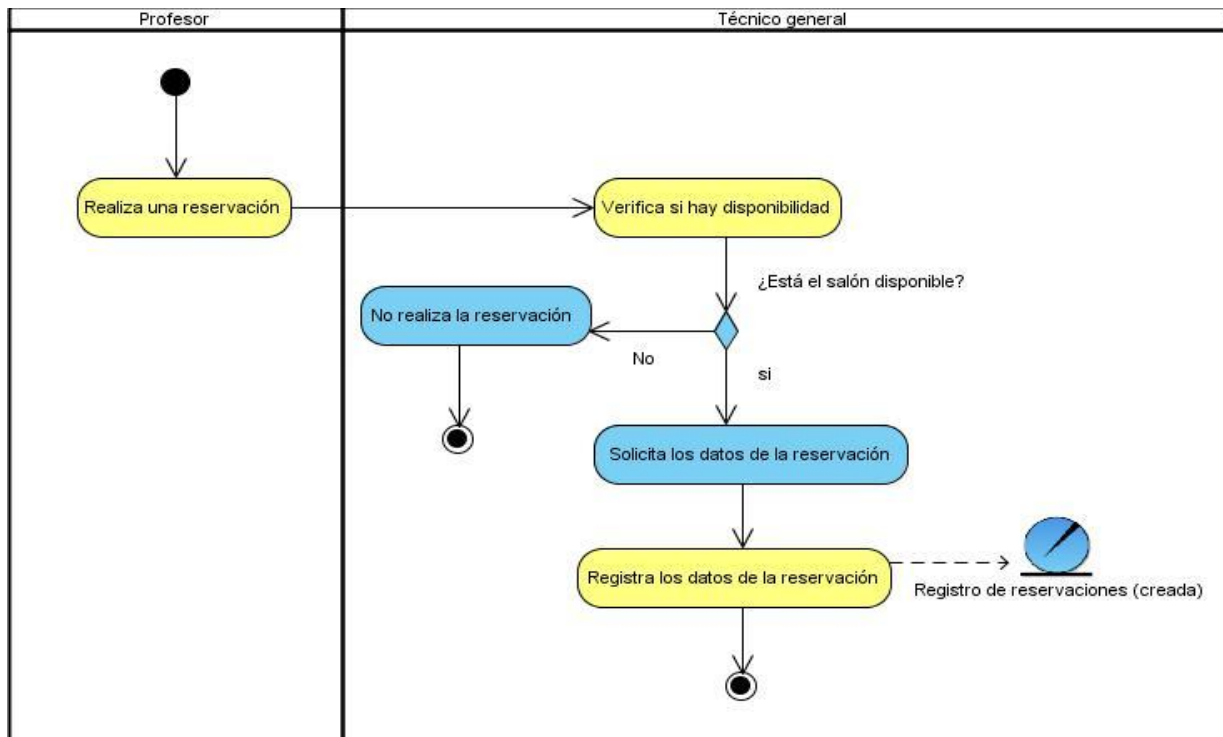 Profesor
Técnico general
Realiza una reservación
Verifica si hay disponibilidad
¿Está el salón disponible?
No realiza la reservación
No
si
Solicita los datos de la reservación
Registra los datos de la reservación
Registro de reservaciones (creada)